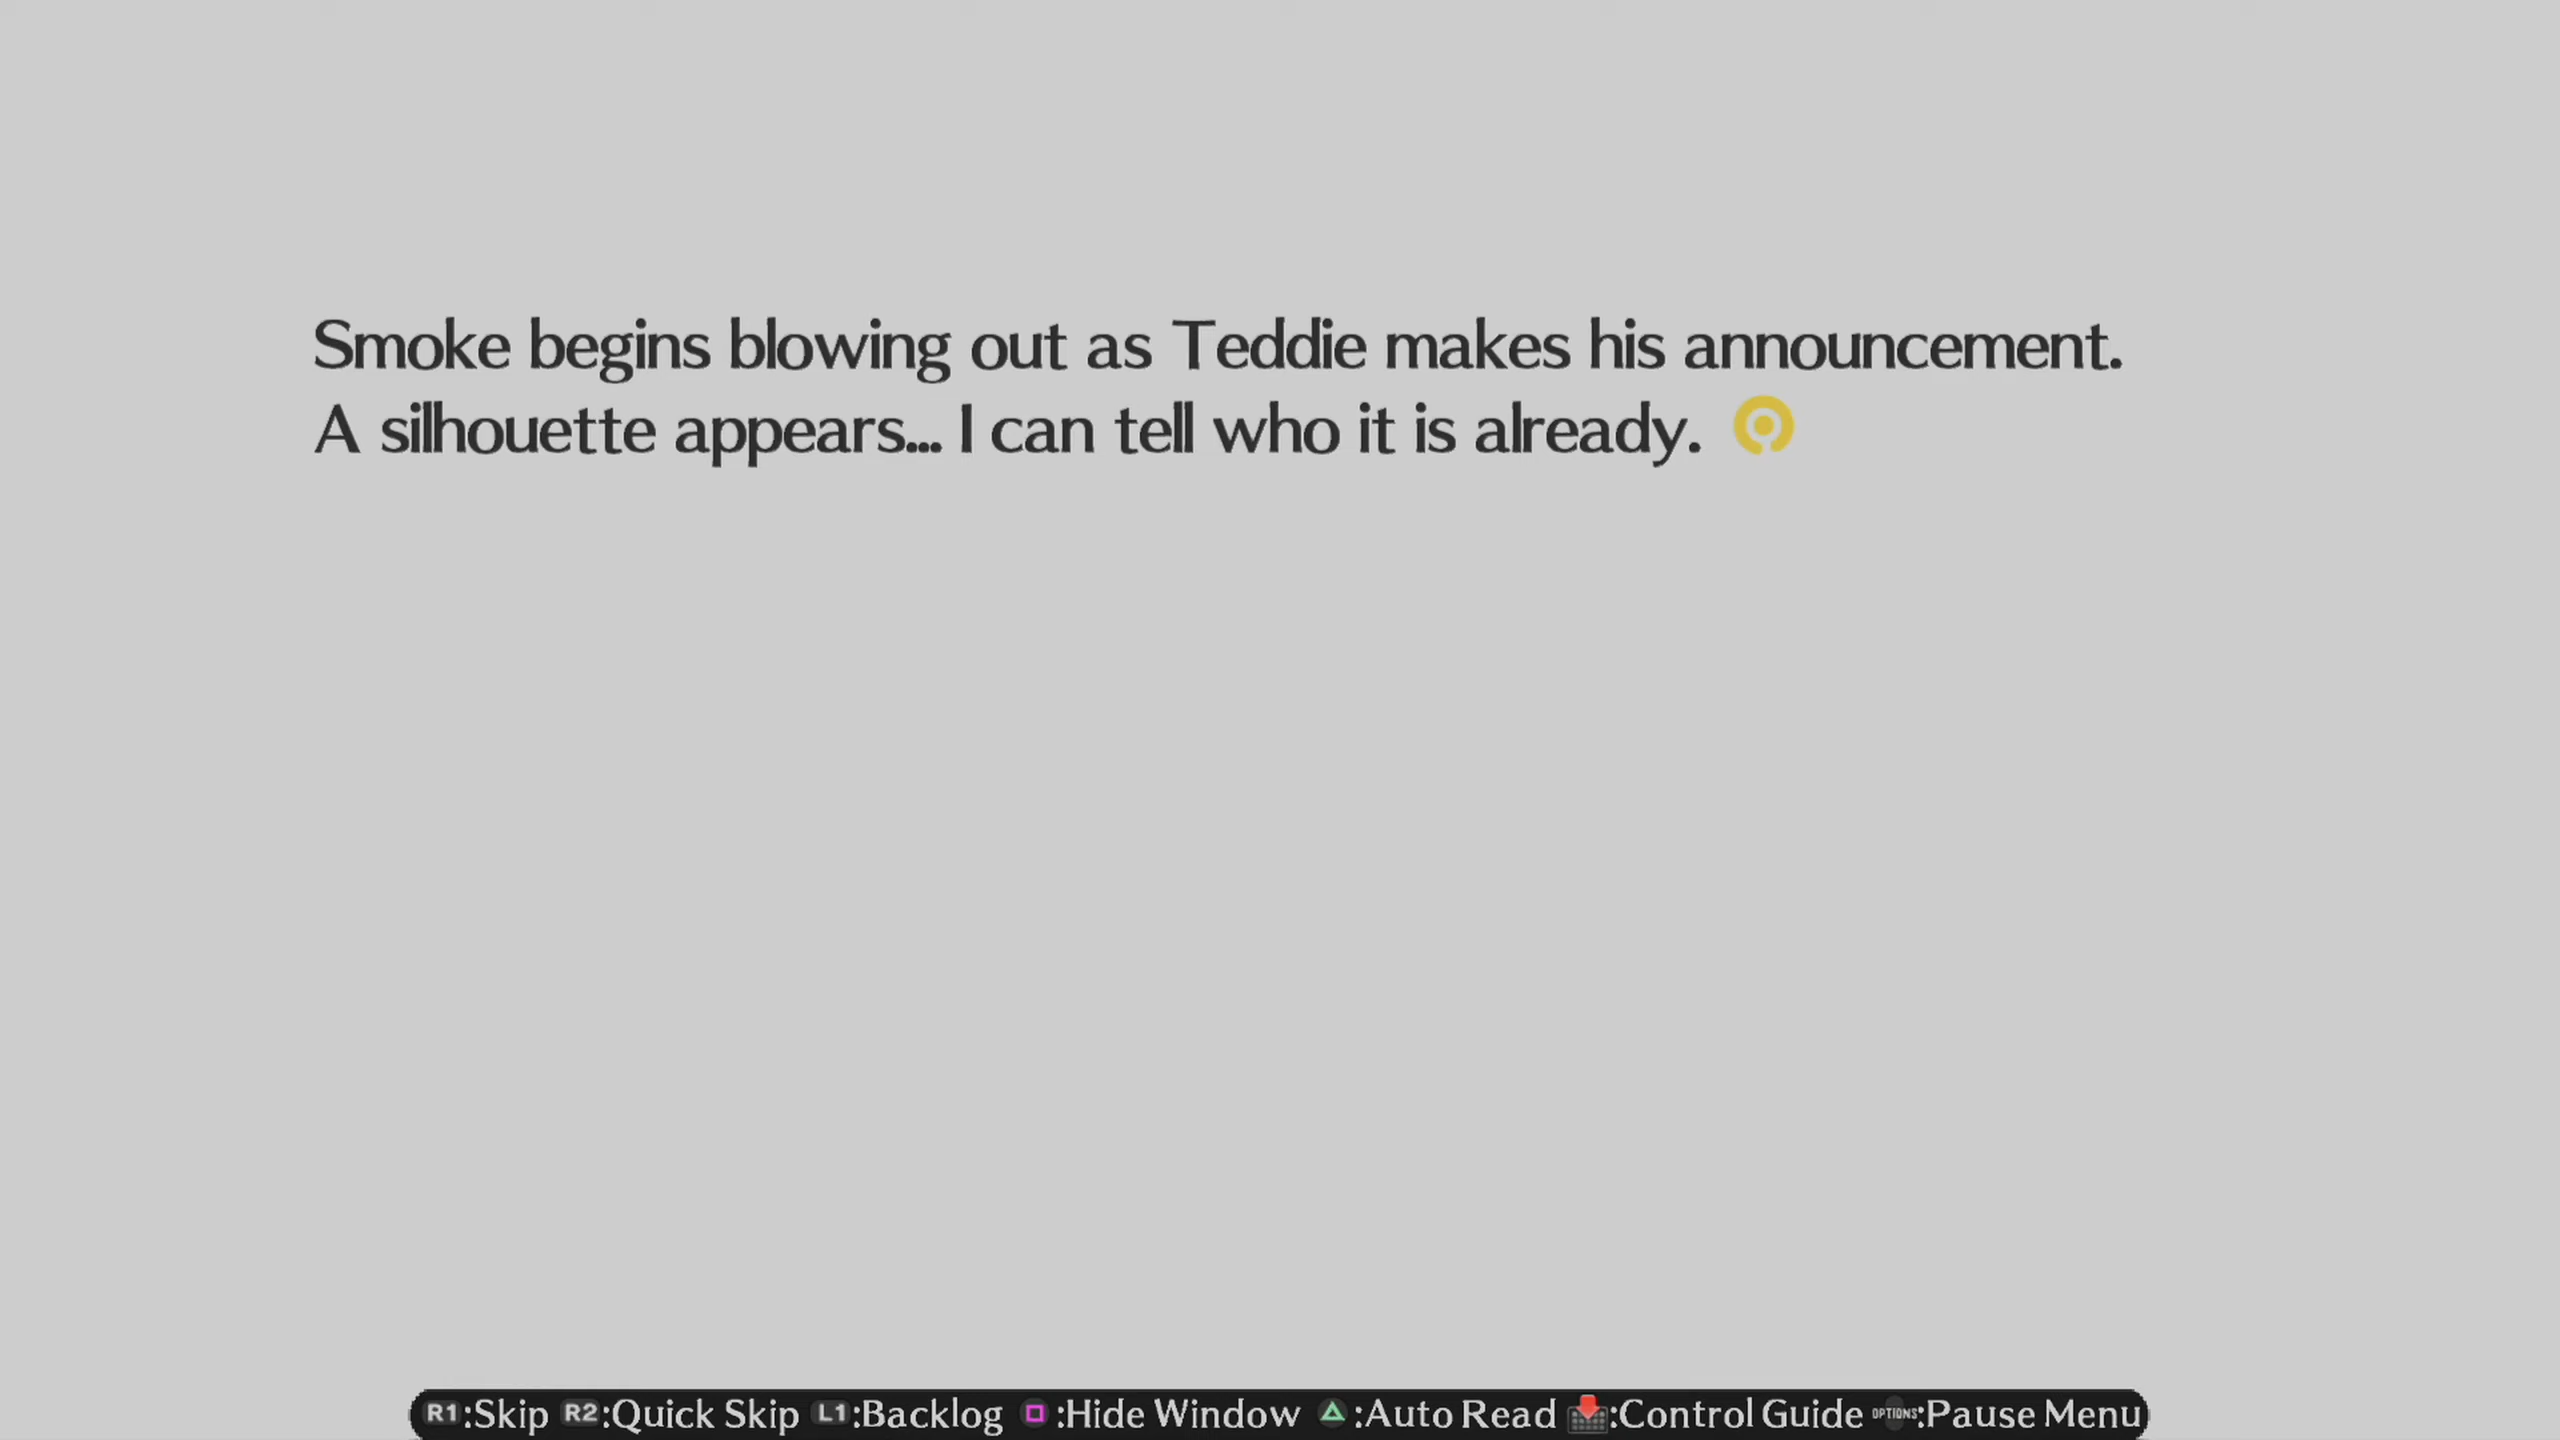 Smoke begins blowing out as Teddie makes his announcement.
A silhouette appears... I can tell who it is already.
R1:Skip R2:Quick Skip L1:Backlog :Hide Window :Auto Read :Control Guide OPTIONS:Pause Menu